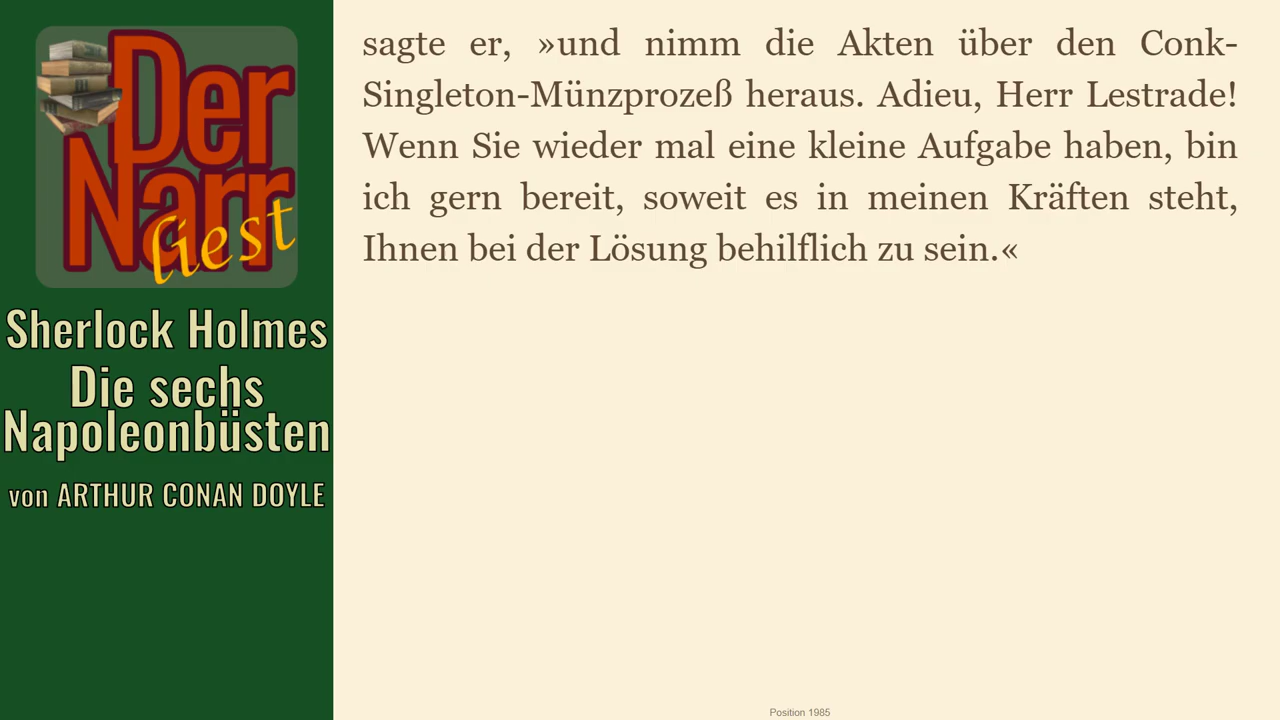 Der
Narr
liest
Sherlock Holmes
Die sechs
Napoleonbüsten
von ARTHUR CONAN DOYLE
sagte er, »und nimm die Akten über den Conk-
Singleton-Münzprozeß heraus. Adieu, Herr Lestrade!
Wenn Sie wieder mal eine kleine Aufgabe haben, bin
ich gern bereit, soweit es in meinen Kräften steht,
Ihnen bei der Lösung behilflich zu sein.«
Position 1985